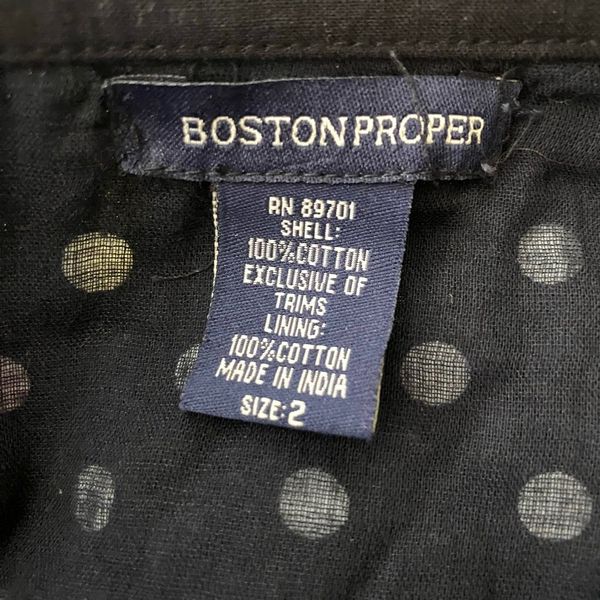 BOSTON PROPER
RN 89701
SHELL:
100%COTTON
EXCLUSIVE OF
TRIMS
LINING:
100%COTTON
MADE IN INDIA
SIZE:2